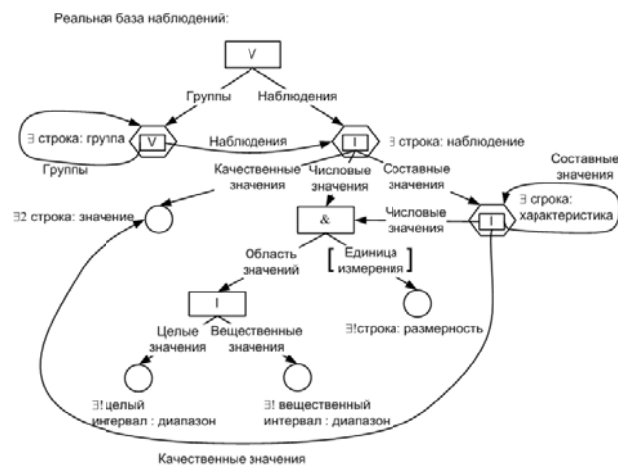 Реальная база наблюдений:
V
Группы
Наблюдения
∃ строка: группа
V
Наблюдения
I
∃ строка: наблюдение
Группы
Качественные
значения
Числовые
значения
Составные
значения
Составные
значения
∃2 строка: значение
&
Числовые
значения
I
∃ строка:
характеристика
Область
значений
[ Единица
измерения ]
I
∃!строка: размерность
Целые
значения
Вещественные
значения
∃!целый
интервал : диапазон
∃! вещественный
интервал : диапазон
Качественные значения